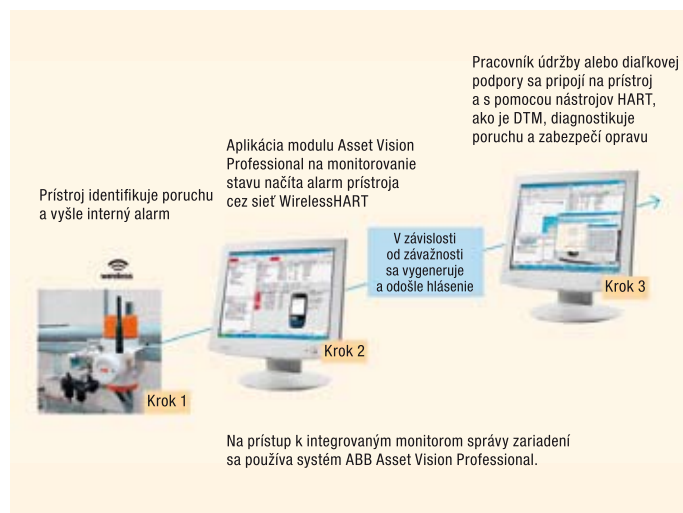 Pracovník údržby alebo diaľkovej
podpory sa pripojí na prístroj
a s pomocou nástrojov HART,
ako je DTM, diagnostikuje
poruchu a zabezpečí opravu
Aplikácia modulu Asset Vision
Professional na monitorovanie
stavu načíta alarm prístroja
cez sieť WirelessHART
Prístroj identifikuje poruchu
a vyšle interný alarm
V závislosti
od závažnosti
sa vygeneruje
a odošle hlásenie
wireless
Krok 1
Krok 2
Krok 3
Na prístup k integrovaným monitorom správy zariadení
sa používa systém ABB Asset Vision Professional.